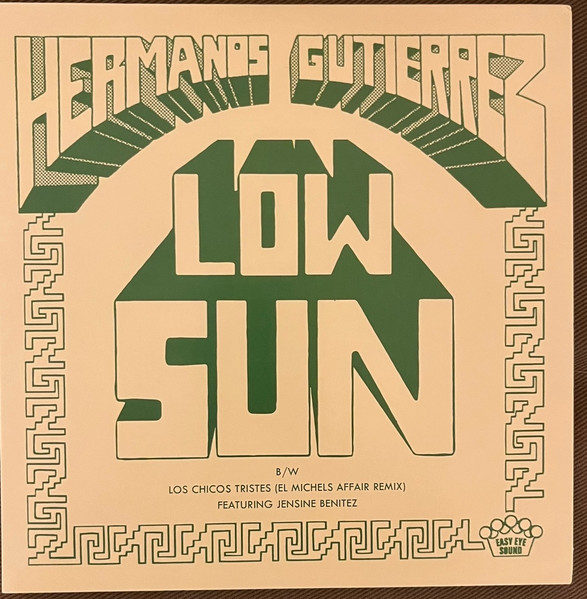 HERMANOS GUTIERREZ
LOW
SUN
B/W
LOS CHICOS TRISTES (EL MICHELS AFFAIR REMIX)
FEATURING JENSINE BENITEZ
EASY EYE
SOUND